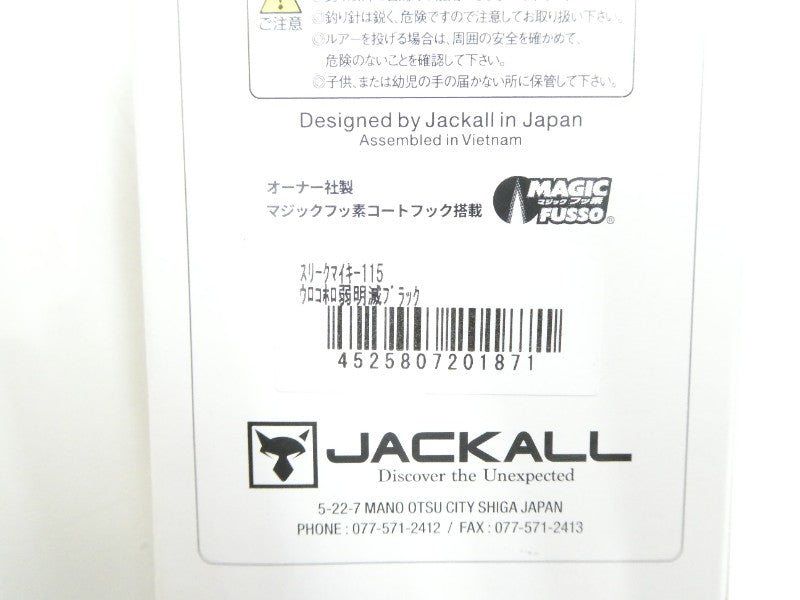 ご注意
◎釣り針は鋭く、危険ですので注意してお取り扱い下さい。
◎ルアーを投げる場合は、周囲の安全を確かめて、
危険のないことを確認して下さい。
◎子供、または幼児の手の届かない所に保管して下さい。
Designed by Jackall in Japan
Assembled in Vietnam
オーナー社製
マジックフッ素コートフック搭載
MAGIC
マジックフッ素
FUSSO®
ｽﾘｰｸﾏｲｷｰ115
ｳﾛｺﾎﾛ弱明滅ﾌﾞﾗｯｸ
4525807201871
JACKALL
Discover the Unexpected
5-22-7 MANO OTSU CITY SHIGA JAPAN
PHONE : 077-571-2412 / FAX : 077-571-2413